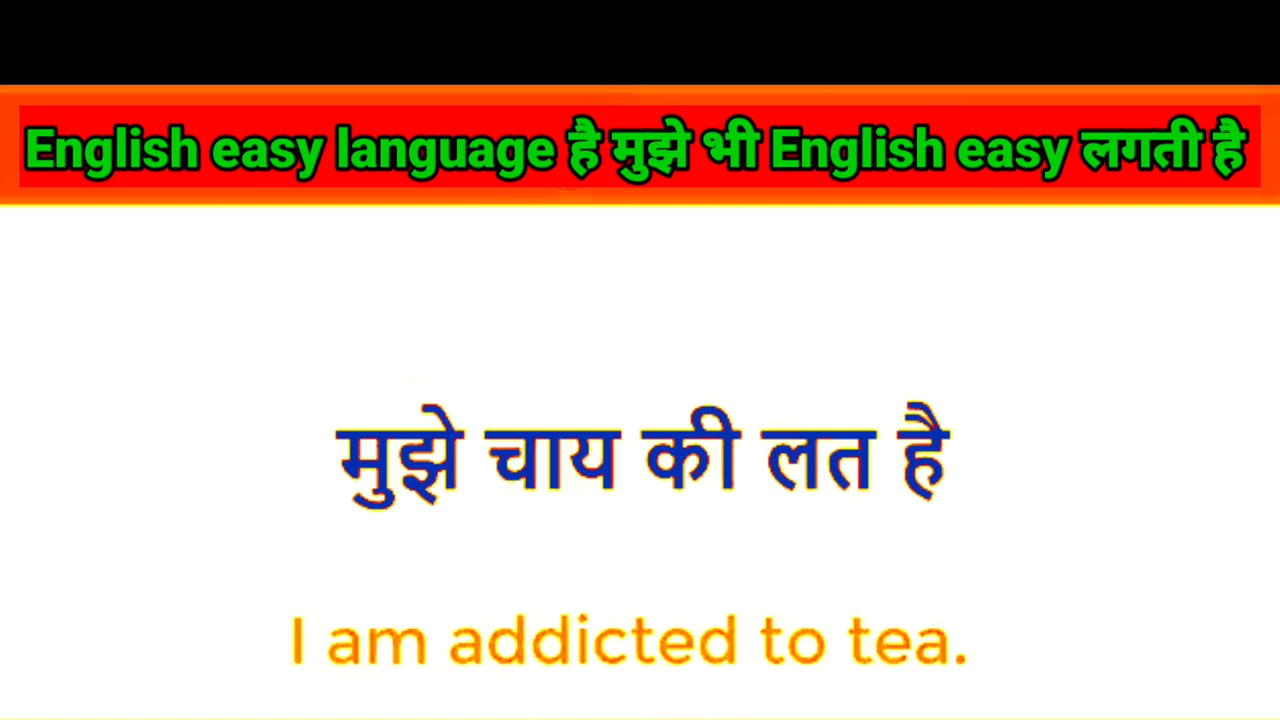 English easy language है मुझे भी English easy लगती है
मुझे चाय की लत है
I am addicted to tea.